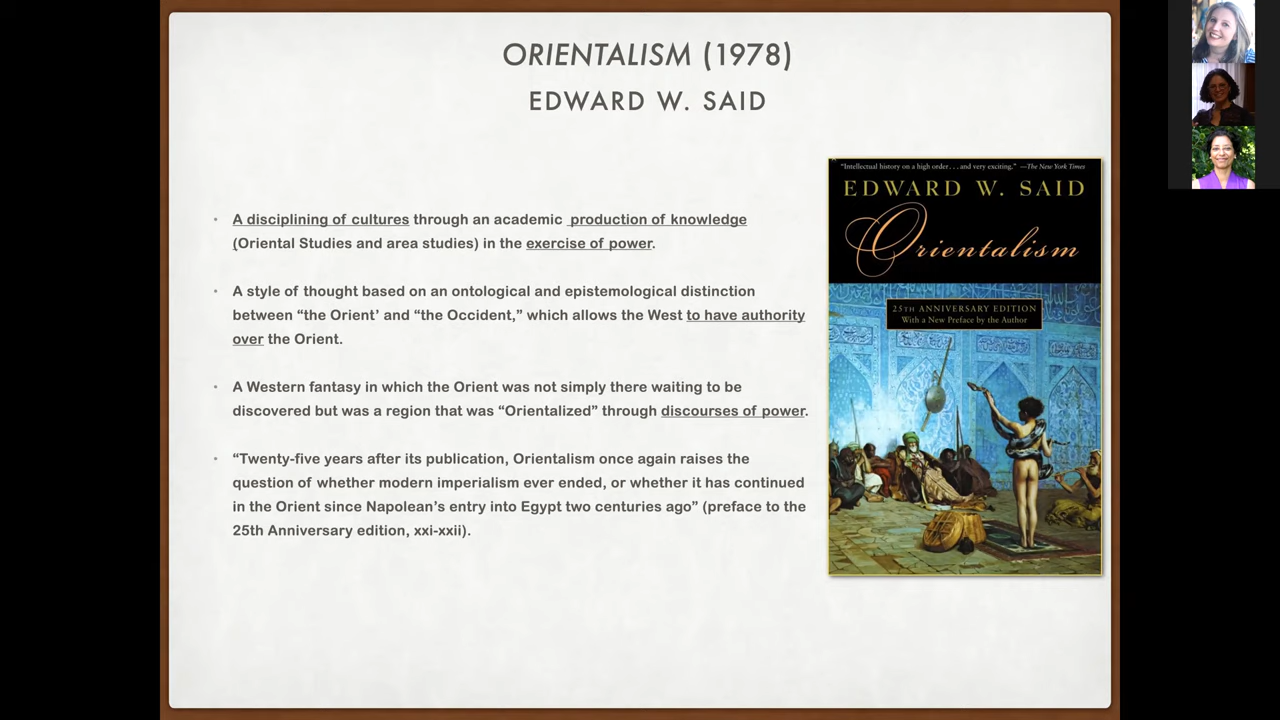 ORIENTALISM (1978)
EDWARD W. SAID
• A disciplining of cultures through an academic production of knowledge
(Oriental Studies and area studies) in the exercise of power.
• A style of thought based on an ontological and epistemological distinction
between “the Orient’ and “the Occident,” which allows the West to have authority
over the Orient.
• A Western fantasy in which the Orient was not simply there waiting to be
discovered but was a region that was “Orientalized” through discourses of power.
• “Twenty-five years after its publication, Orientalism once again raises the
question of whether modern imperialism ever ended, or whether it has continued
in the Orient since Napolean’s entry into Egypt two centuries ago” (preface to the
25th Anniversary edition, xxi-xxii).
“Intellectual history on a high order . . . and very exciting.” —The New York Times
EDWARD W. SAID
Orientalism
25TH ANNIVERSARY EDITION
With a New Preface by the Author